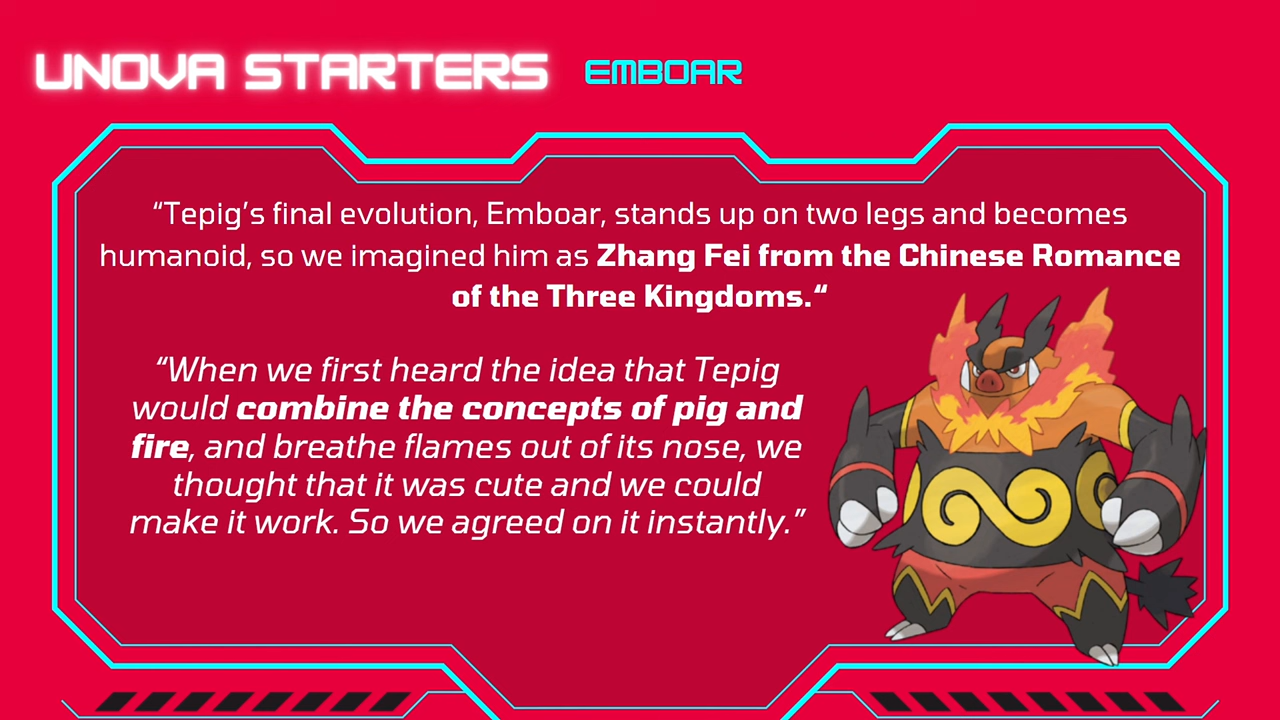 UNOVA STARTERS EMBOAR
“Tepig’s final evolution, Emboar, stands up on two legs and becomes
humanoid, so we imagined him as Zhang Fei from the Chinese Romance
of the Three Kingdoms.“
“When we first heard the idea that Tepig
would combine the concepts of pig and
fire, and breathe flames out of its nose, we
thought that it was cute and we could
make it work. So we agreed on it instantly.”